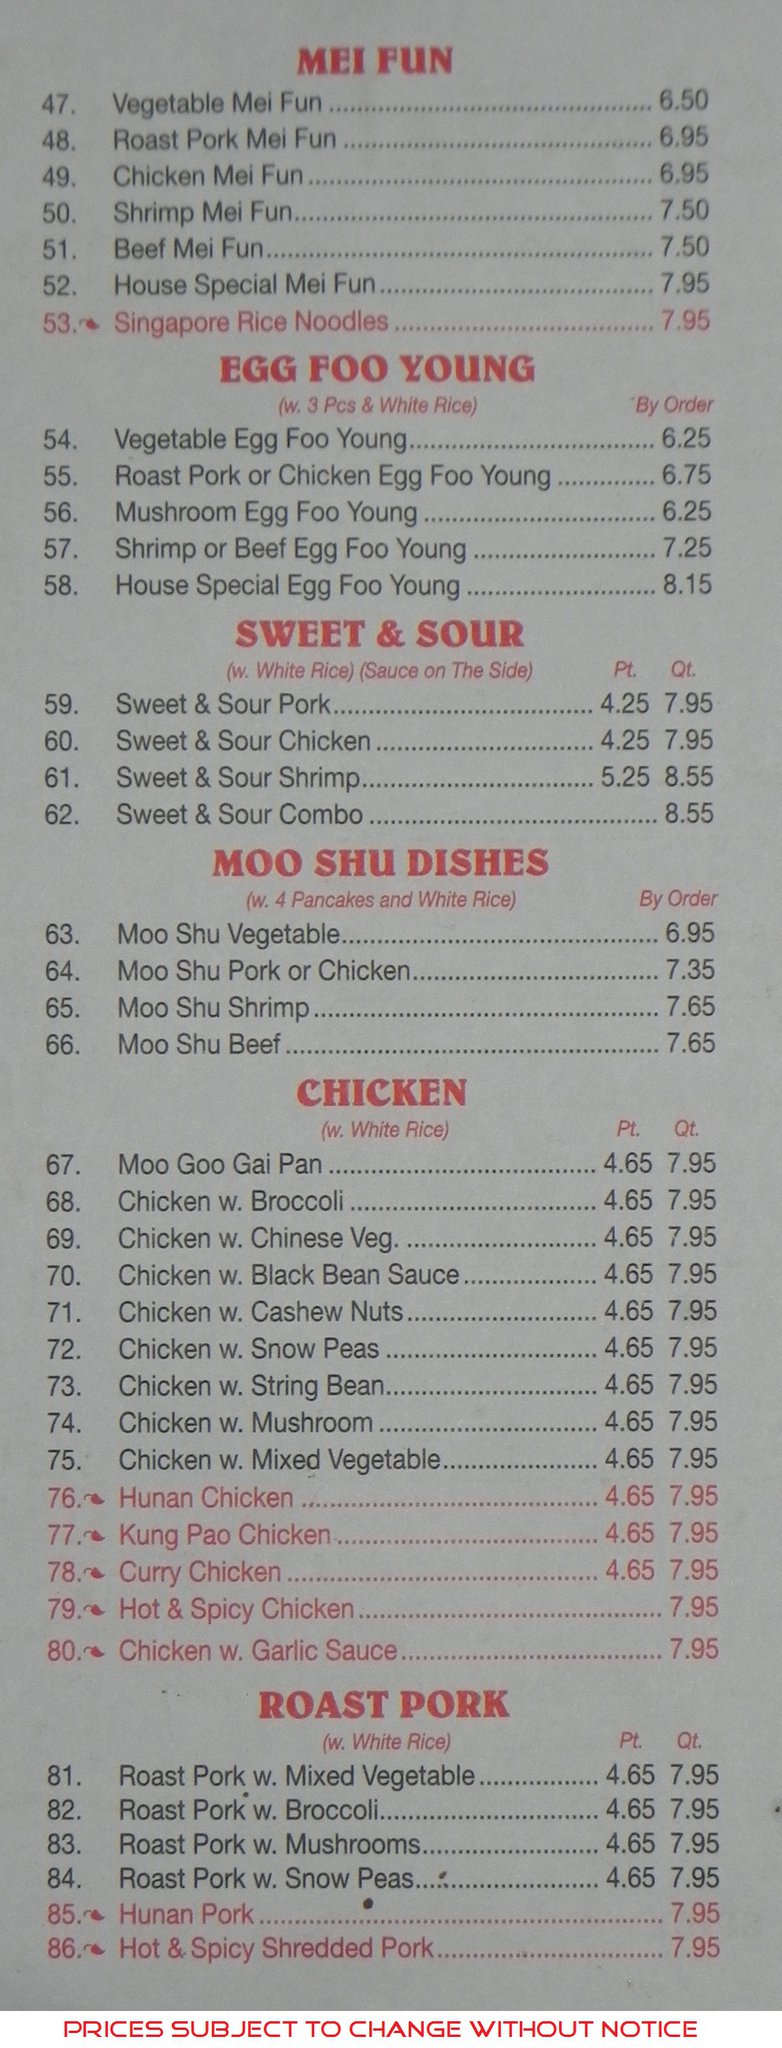 MEI FUN
47. Vegetable Mei Fun ............................................. 6.50
48. Roast Pork Mei Fun ........................................... 6.95
49. Chicken Mei Fun ................................................ 6.95
50. Shrimp Mei Fun.................................................. 7.50
51. Beef Mei Fun...................................................... 7.50
52. House Special Mei Fun ...................................... 7.95
53. Singapore Rice Noodles .................................... 7.95
EGG FOO YOUNG
(w. 3 Pcs & White Rice) By Order
54. Vegetable Egg Foo Young.................................. 6.25
55. Roast Pork or Chicken Egg Foo Young .............. 6.75
56. Mushroom Egg Foo Young ................................ 6.25
57. Shrimp or Beef Egg Foo Young ......................... 7.25
58. House Special Egg Foo Young .......................... 8.15
SWEET & SOUR
(w. White Rice) (Sauce on The Side) Pt. Qt.
59. Sweet & Sour Pork.................................... 4.25 7.95
60. Sweet & Sour Chicken .............................. 4.25 7.95
61. Sweet & Sour Shrimp................................ 5.25 8.55
62. Sweet & Sour Combo ........................................ 8.55
MOO SHU DISHES
(w. 4 Pancakes and White Rice) By Order
63. Moo Shu Vegetable............................................ 6.95
64. Moo Shu Pork or Chicken.................................. 7.35
65. Moo Shu Shrimp ................................................ 7.65
66. Moo Shu Beef .................................................... 7.65
CHICKEN
(w. White Rice) Pt. Qt.
67. Moo Goo Gai Pan ..................................... 4.65 7.95
68. Chicken w. Broccoli .................................. 4.65 7.95
69. Chicken w. Chinese Veg. .......................... 4.65 7.95
70. Chicken w. Black Bean Sauce................... 4.65 7.95
71. Chicken w. Cashew Nuts.......................... 4.65 7.95
72. Chicken w. Snow Peas ............................. 4.65 7.95
73. Chicken w. String Bean............................. 4.65 7.95
74. Chicken w. Mushroom .............................. 4.65 7.95
75. Chicken w. Mixed Vegetable..................... 4.65 7.95
76. Hunan Chicken ......................................... 4.65 7.95
77. Kung Pao Chicken .................................... 4.65 7.95
78. Curry Chicken ........................................... 4.65 7.95
79. Hot & Spicy Chicken .......................................... 7.95
80. Chicken w. Garlic Sauce.................................... 7.95
ROAST PORK
(w. White Rice) Pt. Qt.
81. Roast Pork w. Mixed Vegetable................. 4.65 7.95
82. Roast Pork w. Broccoli............................... 4.65 7.95
83. Roast Pork w. Mushrooms......................... 4.65 7.95
84. Roast Pork w. Snow Peas.......................... 4.65 7.95
85. Hunan Pork ........................................................ 7.95
86. Hot & Spicy Shredded Pork............................... 7.95
PRICES SUBJECT TO CHANGE WITHOUT NOTICE